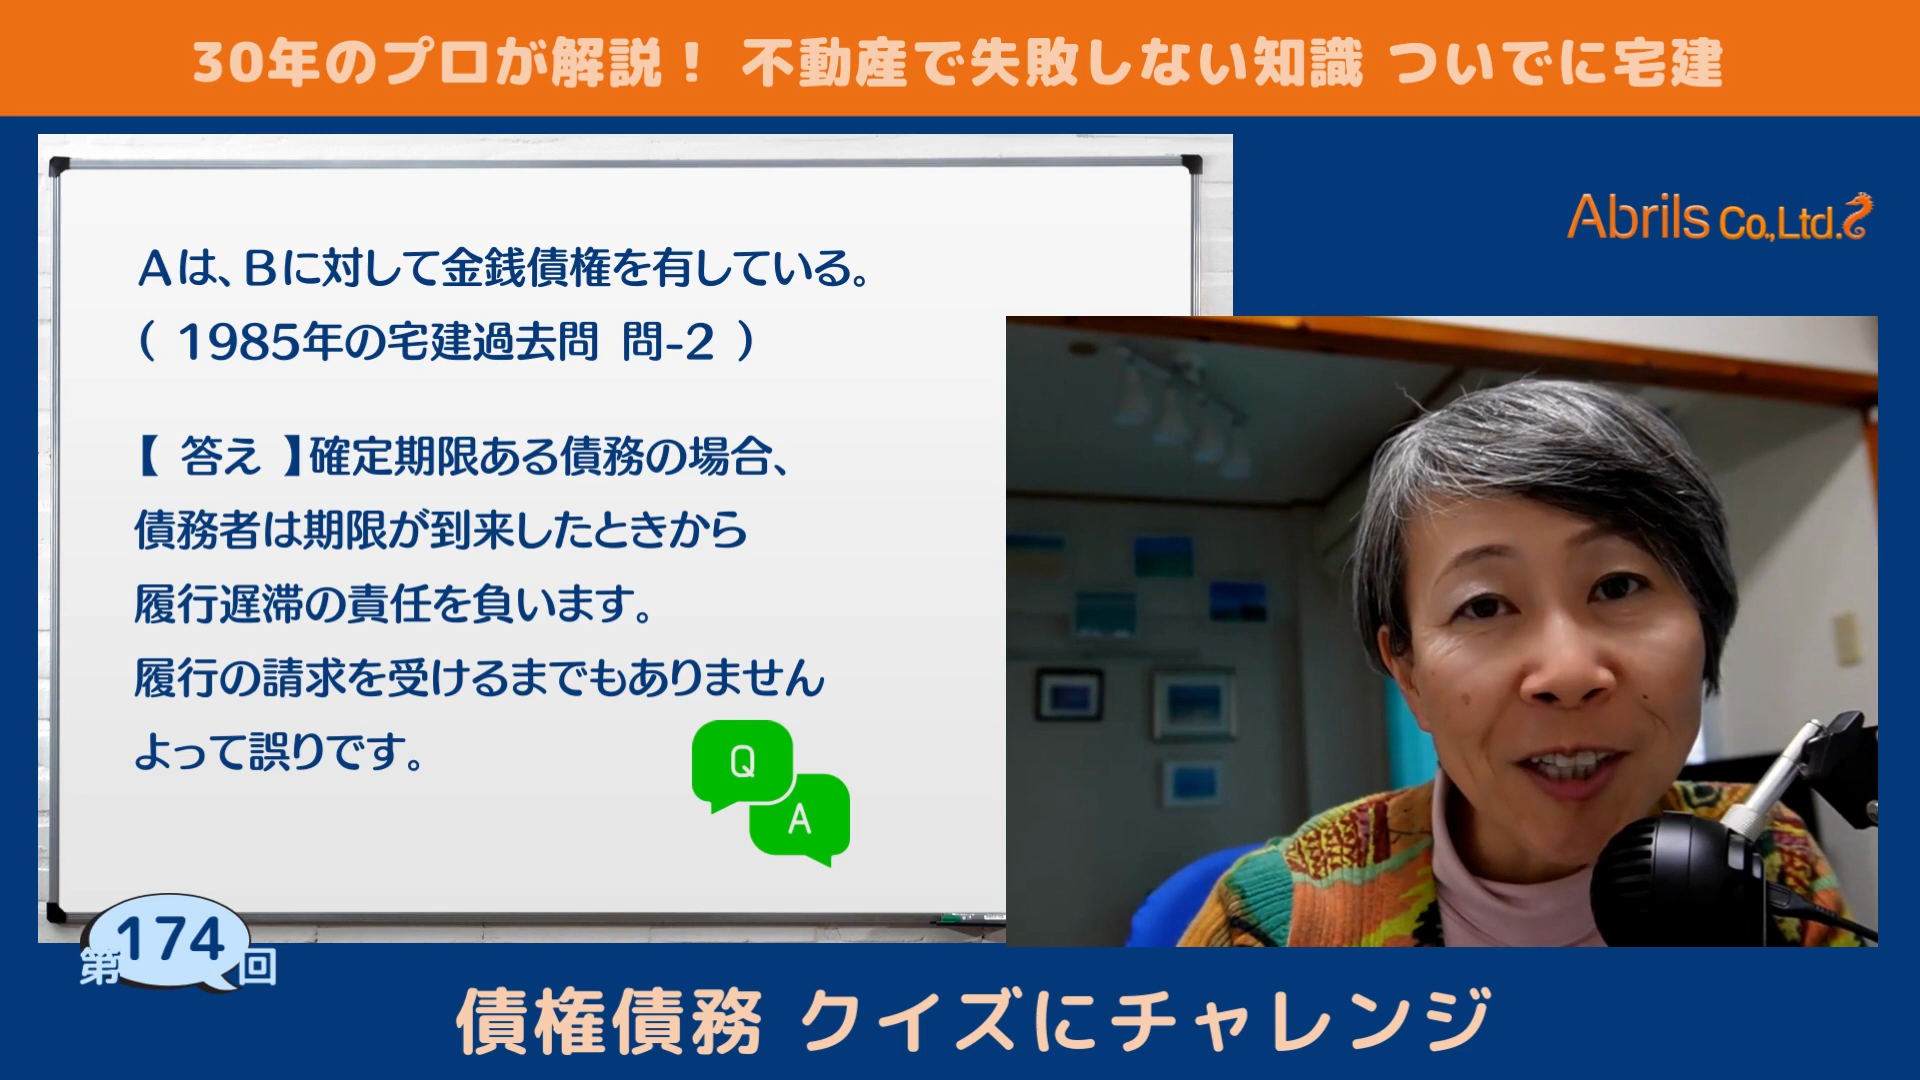 30年のプロが解説！ 不動産で失敗しない知識 ついでに宅建
Abrils Co.,Ltd.
Aは、Bに対して金銭債権を有している。
( 1985年の宅建過去問 問-2 )
【 答え 】確定期限ある債務の場合、
債務者は期限が到来したときから
履行遅滞の責任を負います。
履行の請求を受けるまでもありません
よって誤りです。
Q
A
第174回
債権債務 クイズにチャレンジ